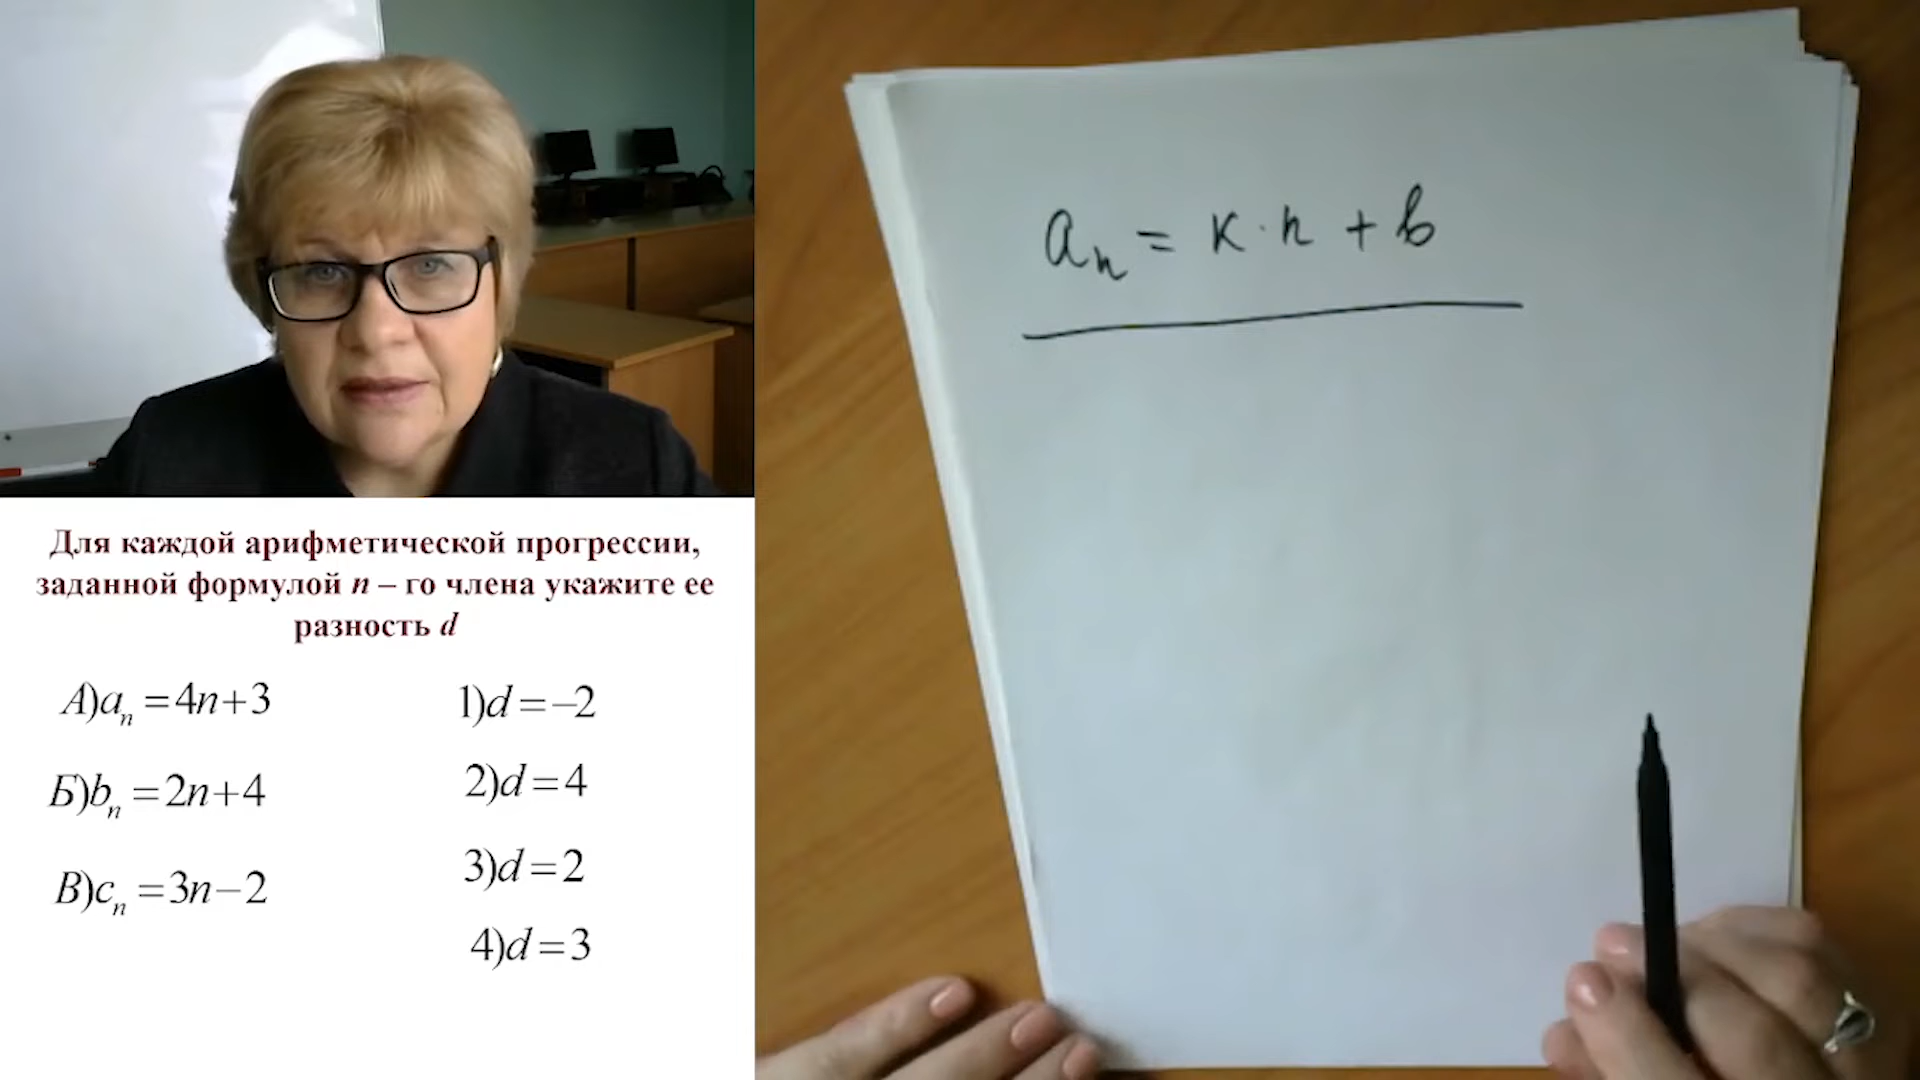 Для каждой арифметической прогрессии,
заданной формулой n – го члена укажите ее
разность d
А)aₙ=4n+3
Б)bₙ=2n+4
В)cₙ=3n−2
1)d=−2
2)d=4
3)d=2
4)d=3
aₙ = к·n + b